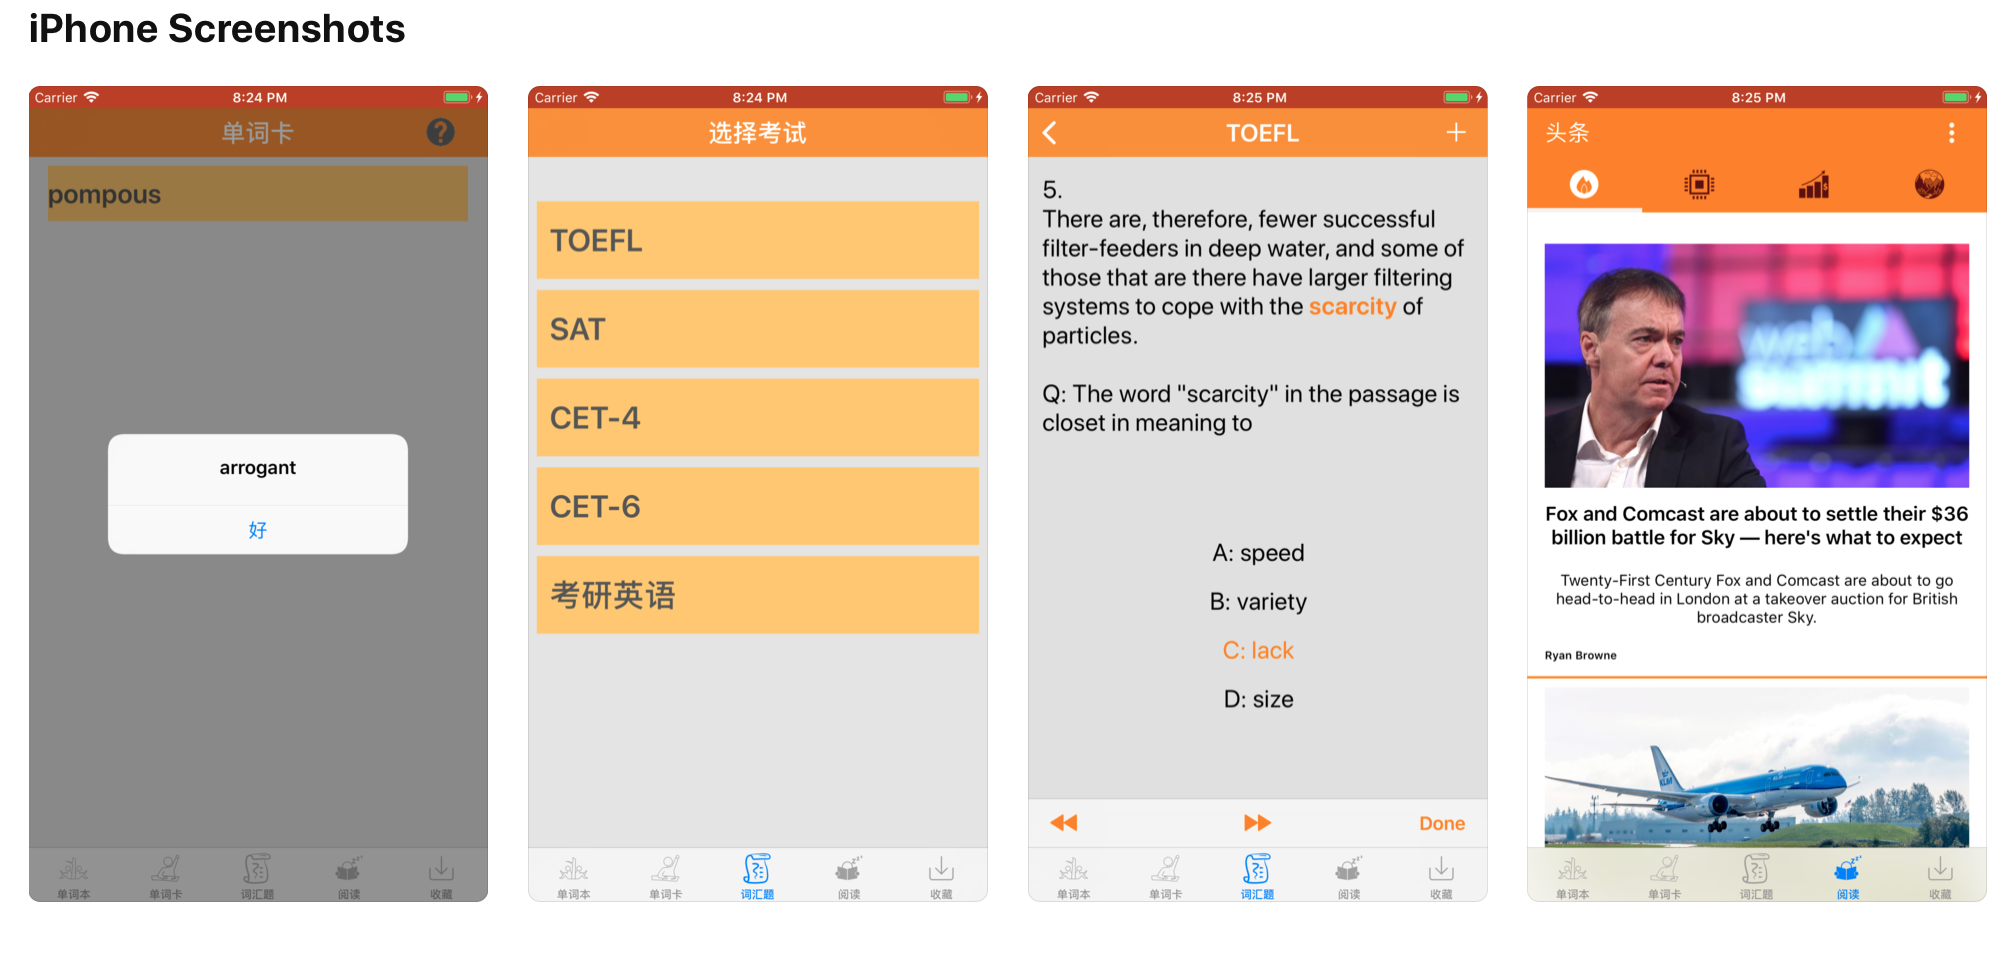 iPhone Screenshots
Carrier
8:24 PM
单词卡
?
pompous
arrogant
好
单词本
单词卡
词汇题
阅读
收藏
Carrier
8:24 PM
选择考试
TOEFL
SAT
CET-4
CET-6
考研英语
单词本
单词卡
词汇题
阅读
收藏
Carrier
8:25 PM
TOEFL
5.
There are, therefore, fewer successful
filter-feeders in deep water, and some of
those that are there have larger filtering
systems to cope with the scarcity of
particles.
Q: The word "scarcity" in the passage is
closet in meaning to
A: speed
B: variety
C: lack
D: size
Done
单词本
单词卡
词汇题
阅读
收藏
Carrier
8:25 PM
头条
web
summit
Fox and Comcast are about to settle their $36
billion battle for Sky — here's what to expect
Twenty-First Century Fox and Comcast are about to go
head-to-head in London at a takeover auction for British
broadcaster Sky.
Ryan Browne
KLM
单词本
单词卡
词汇题
阅读
收藏